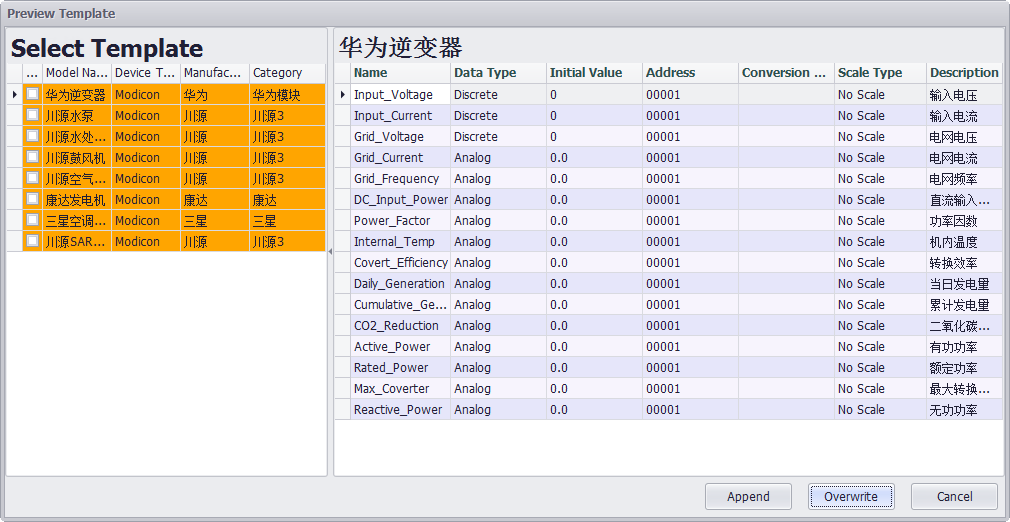 Preview Template
Select Template
... Model Na... Device T... Manufac... Category
华为逆变器 Modicon 华为 华为模块
川源水泵 Modicon 川源 川源3
川源水处... Modicon 川源 川源3
川源鼓风机 Modicon 川源 川源3
川源空气... Modicon 川源 川源3
康达发电机 Modicon 康达 康达
三星空调... Modicon 三星 三星
川源SAR... Modicon 川源 川源3
华为逆变器
Name Data Type Initial Value Address Conversion ... Scale Type Description
Input_Voltage Discrete 0 00001 No Scale 输入电压
Input_Current Discrete 0 00001 No Scale 输入电流
Grid_Voltage Discrete 0 00001 No Scale 电网电压
Grid_Current Analog 0.0 00001 No Scale 电网电流
Grid_Frequency Analog 0.0 00001 No Scale 电网频率
DC_Input_Power Analog 0.0 00001 No Scale 直流输入...
Power_Factor Analog 0.0 00001 No Scale 功率因数
Internal_Temp Analog 0.0 00001 No Scale 机内温度
Covert_Efficiency Analog 0.0 00001 No Scale 转换效率
Daily_Generation Analog 0.0 00001 No Scale 当日发电量
Cumulative_Ge... Analog 0.0 00001 No Scale 累计发电量
CO2_Reduction Analog 0.0 00001 No Scale 二氧化碳...
Active_Power Analog 0.0 00001 No Scale 有功功率
Rated_Power Analog 0.0 00001 No Scale 额定功率
Max_Coverter Analog 0.0 00001 No Scale 最大转换...
Reactive_Power Analog 0.0 00001 No Scale 无功功率
Append Overwrite Cancel